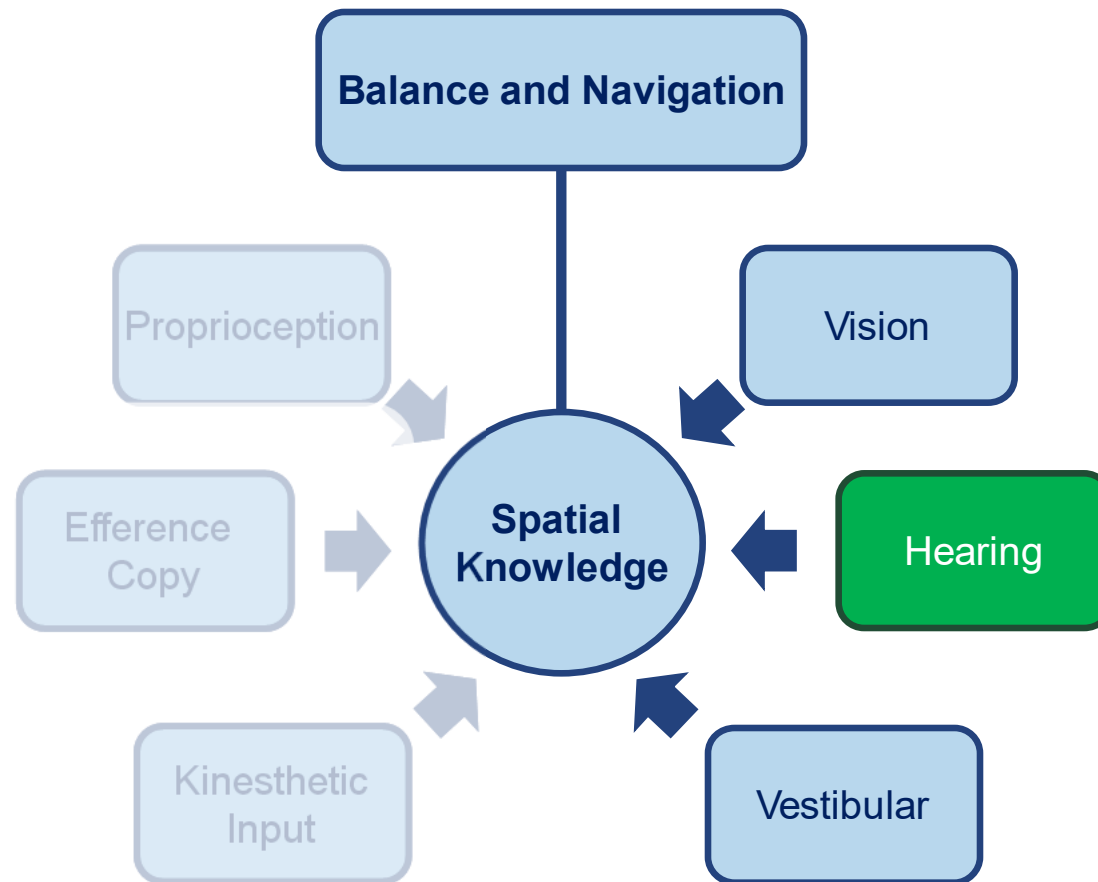 Balance and Navigation
Proprioception
Vision
Efference
Copy
Spatial
Knowledge
Hearing
Kinesthetic
Input
Vestibular